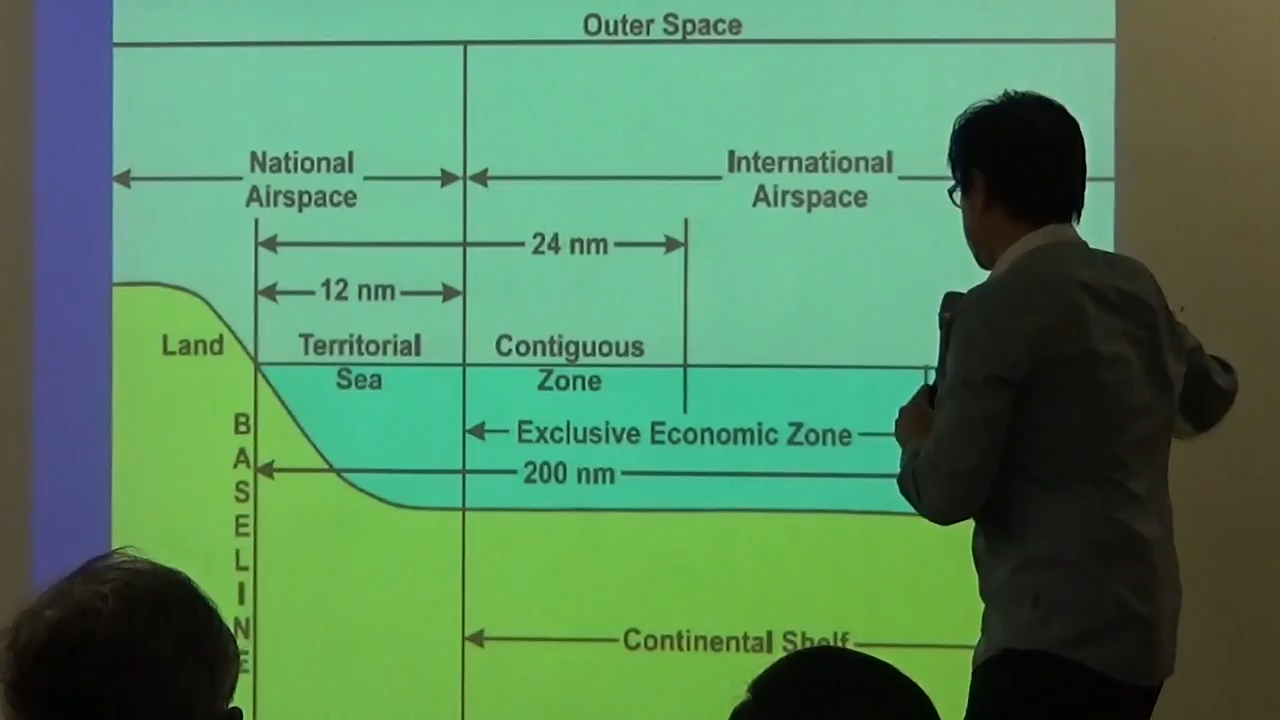 Outer Space
National
Airspace
International
Airspace
24 nm
12 nm
Land
Territorial
Sea
Contiguous
Zone
BASELINE
Exclusive Economic Zone
200 nm
Continental Shelf